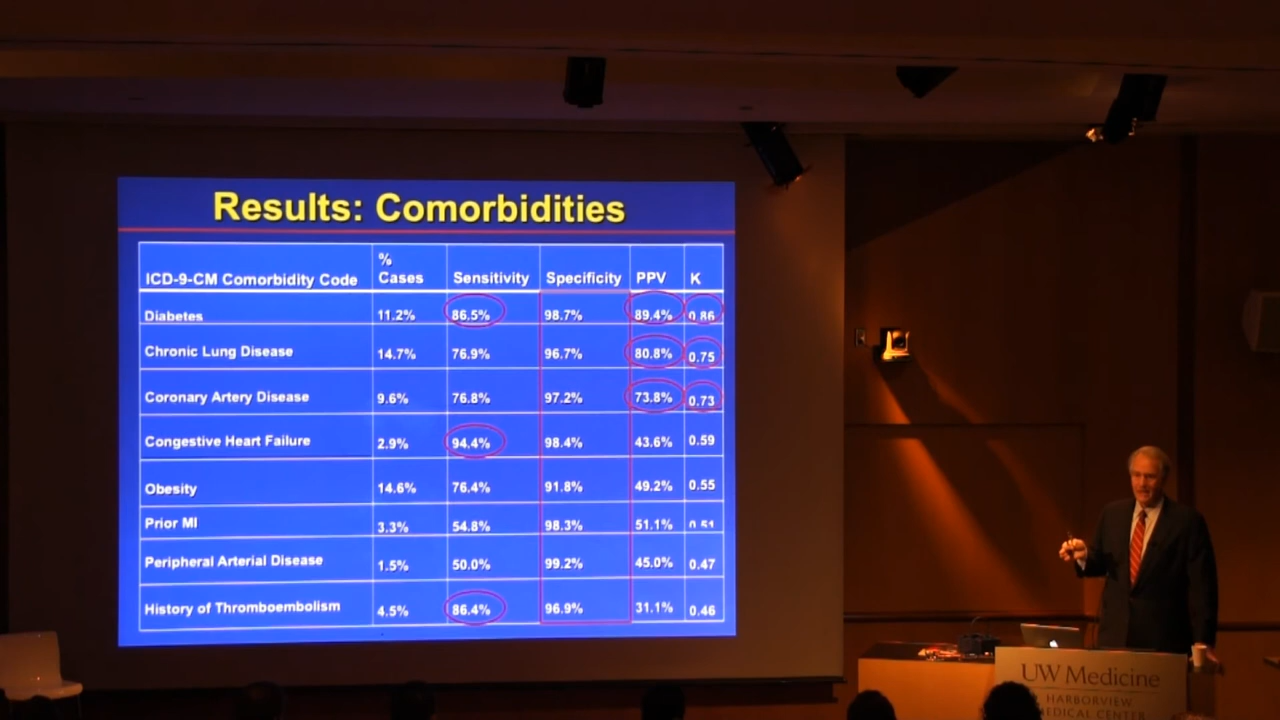 Results: Comorbidities
ICD-9-CM Comorbidity Code % Cases Sensitivity Specificity PPV K
Diabetes 11.2% 86.5% 98.7% 89.4% 0.86
Chronic Lung Disease 14.7% 76.9% 96.7% 80.8% 0.75
Coronary Artery Disease 9.6% 76.8% 97.2% 73.8% 0.73
Congestive Heart Failure 2.9% 94.4% 98.4% 43.6% 0.59
Obesity 14.6% 76.4% 91.8% 49.2% 0.55
Prior MI 3.3% 54.8% 98.3% 51.1% 0.51
Peripheral Arterial Disease 1.5% 50.0% 99.2% 45.0% 0.47
History of Thromboembolism 4.5% 86.4% 96.9% 31.1% 0.46
UW Medicine
HARBORVIEW
MEDICAL CENTER